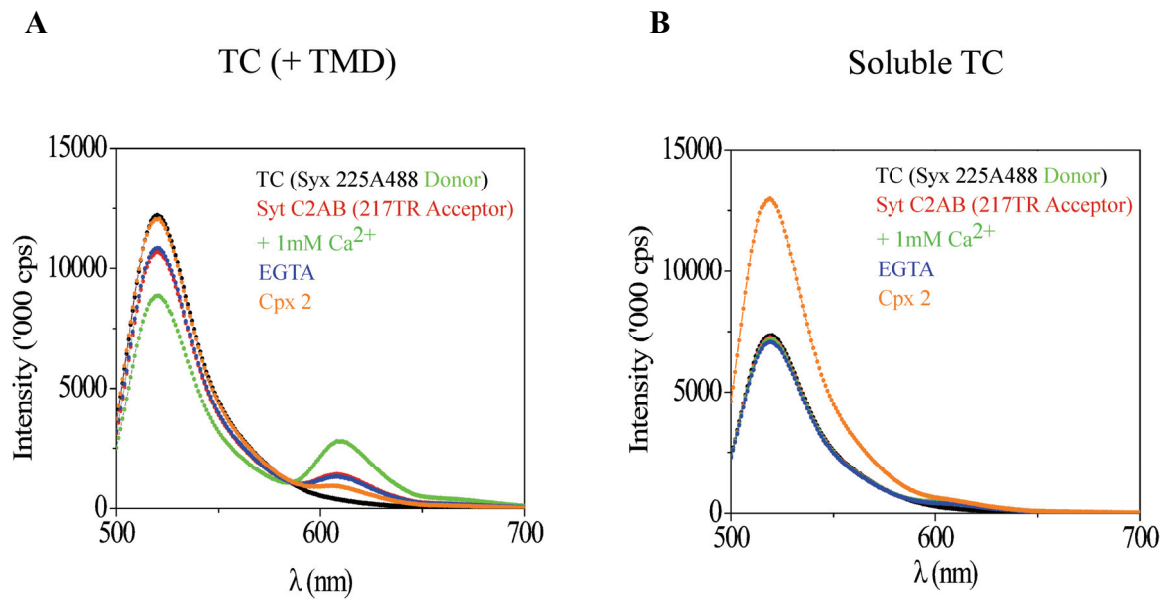 A
TC (+ TMD)
15000
10000
5000
0
Intensity ('000 cps)
TC (Syx 225A488 Donor)
Syt C2AB (217TR Acceptor)
+ 1mM Ca2+
EGTA
Cpx 2
500
600
700
λ (nm)
B
Soluble TC
15000
10000
5000
0
Intensity ('000 cps)
TC (Syx 225A488 Donor)
Syt C2AB (217TR Acceptor)
+ 1mM Ca2+
EGTA
Cpx 2
500
600
700
λ (nm)